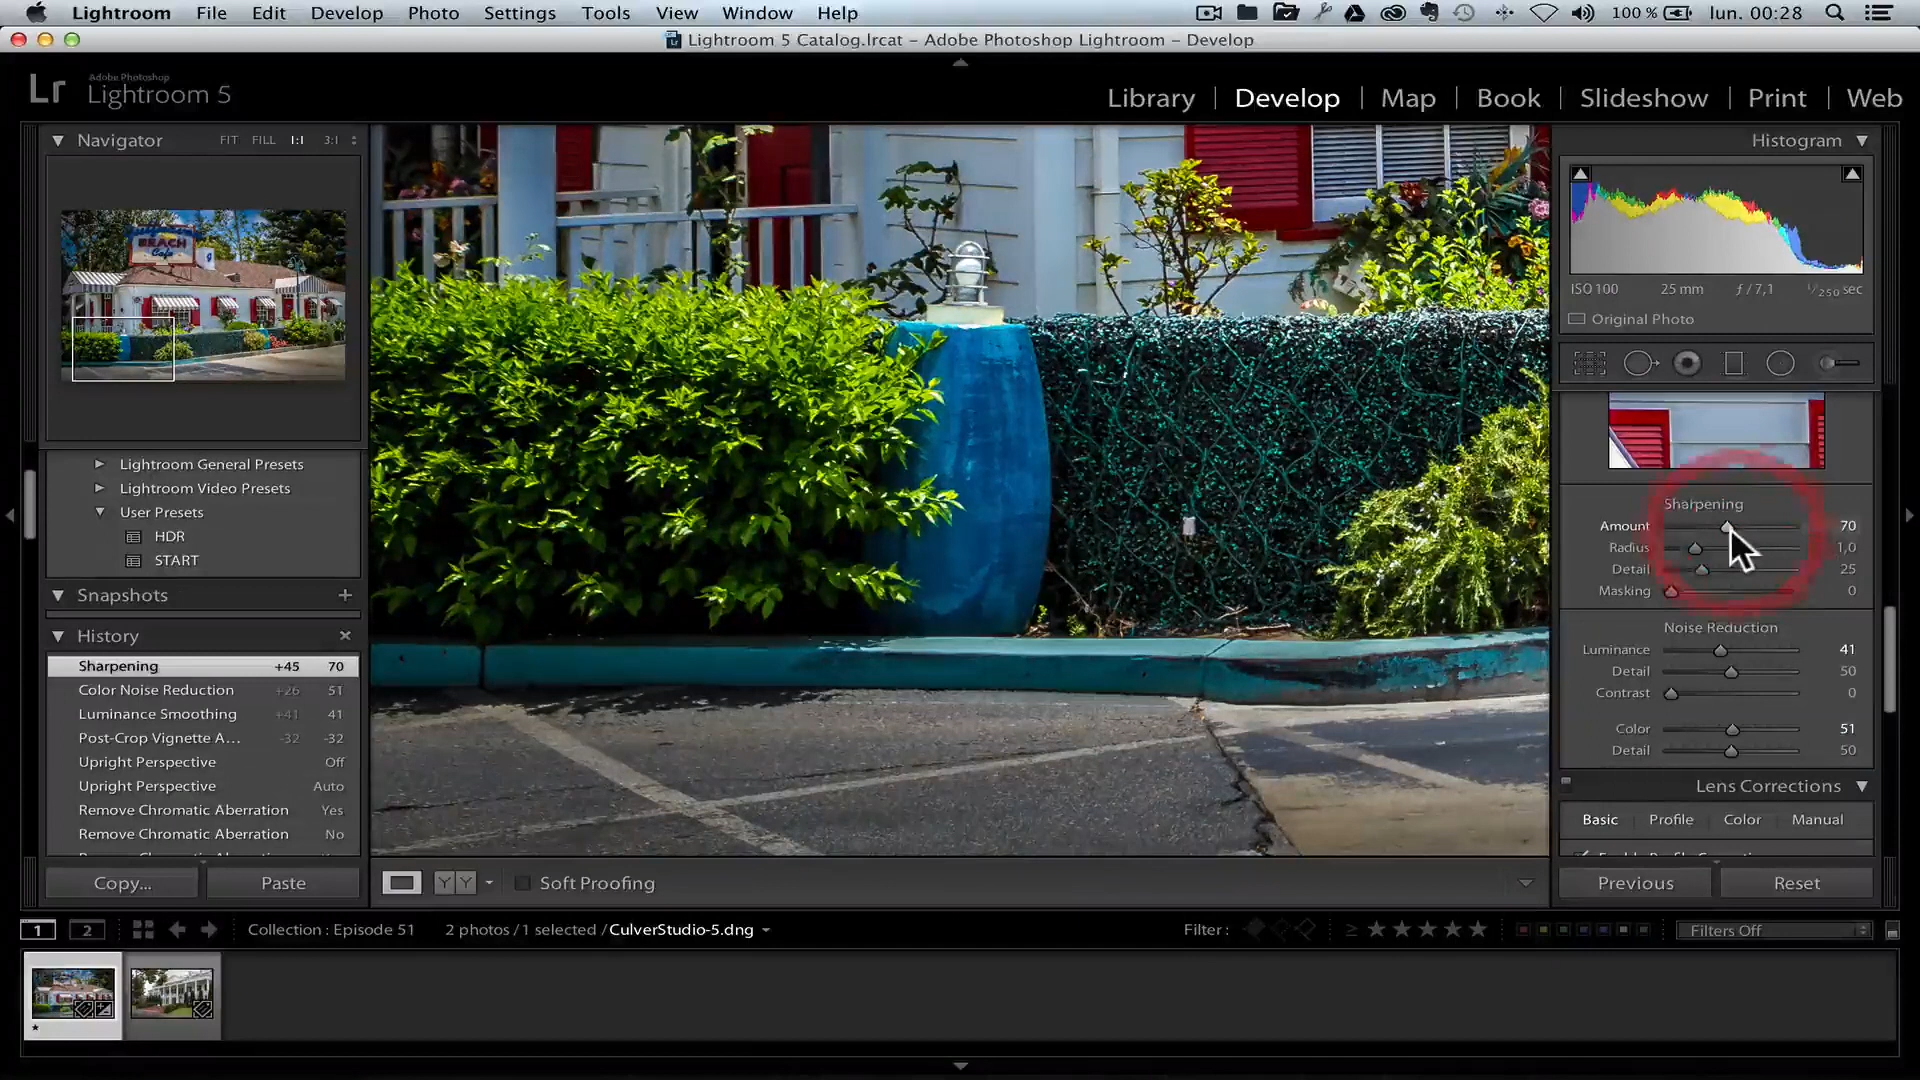 Lightroom File Edit Develop Photo Settings Tools View Window Help 100 % lun. 00:28
Lightroom 5 Catalog.lrcat – Adobe Photoshop Lightroom – Develop
Lr Adobe Photoshop
Lightroom 5
Library | Develop | Map | Book | Slideshow | Print | Web
Navigator FIT FILL 1:1 3:1
BEACH
Cafe
Lightroom General Presets
Lightroom Video Presets
User Presets
HDR
START
Snapshots +
History ×
Sharpening +45 70
Color Noise Reduction +26 51
Luminance Smoothing +41 41
Post-Crop Vignette A... -32 -32
Upright Perspective Off
Upright Perspective Auto
Remove Chromatic Aberration Yes
Remove Chromatic Aberration No
Copy... Paste
Histogram
ISO 100 25 mm ƒ / 7,1 1/250 sec
Original Photo
Sharpening
Amount 70
Radius 1,0
Detail 25
Masking 0
Noise Reduction
Luminance 41
Detail 50
Contrast 0
Color 51
Detail 50
Lens Corrections
Basic Profile Color Manual
Previous Reset
YY Soft Proofing
1 2 Collection : Episode 51 2 photos / 1 selected / CulverStudio-5.dng Filter : ≥ ★★★★★ Filters Off
*